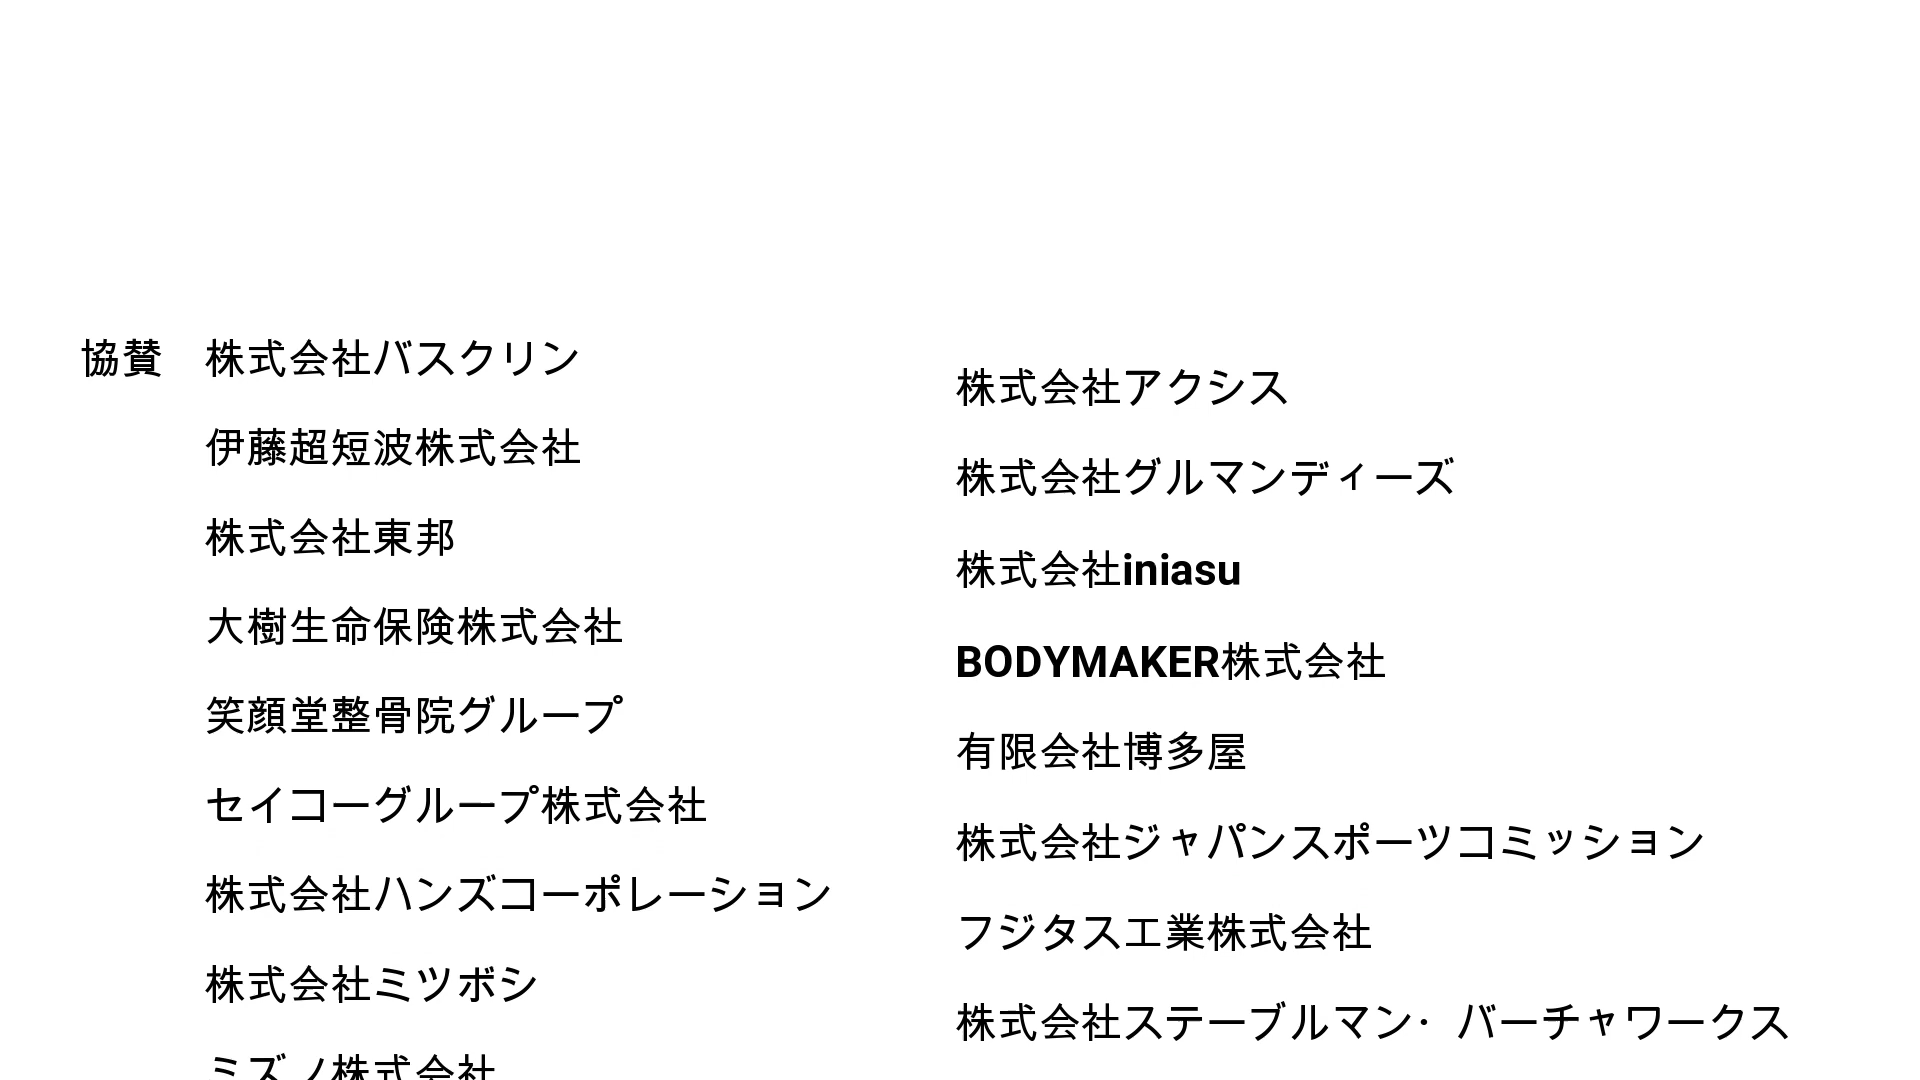 協賛　株式会社バスクリン
伊藤超短波株式会社
株式会社東邦
大樹生命保険株式会社
笑顔堂整骨院グループ
セイコーグループ株式会社
株式会社ハンズコーポレーション
株式会社ミツボシ
ミズノ株式会社
株式会社アクシス
株式会社グルマンディーズ
株式会社iniasu
BODYMAKER株式会社
有限会社博多屋
株式会社ジャパンスポーツコミッション
フジタス工業株式会社
株式会社ステーブルマン・バーチャワークス